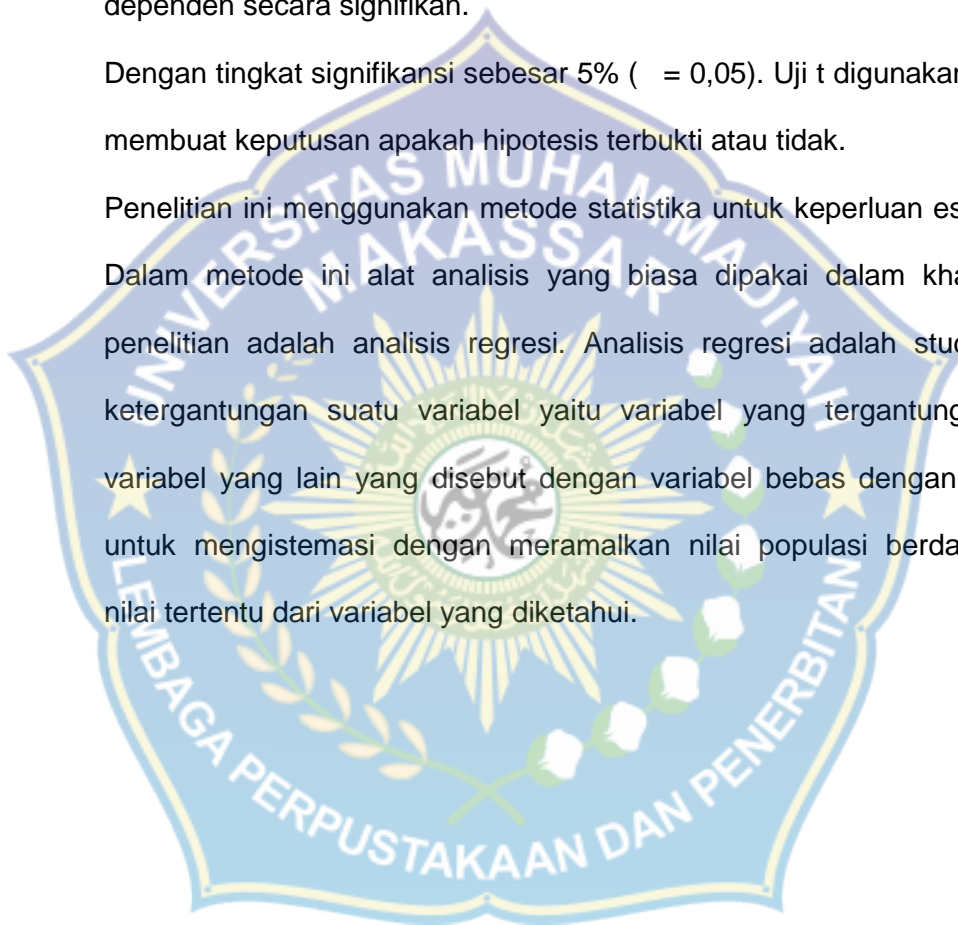 dependen secara signifikan.
Dengan tingkat signifikansi sebesar 5% ( = 0,05). Uji t digunakan
membuat keputusan apakah hipotesis terbukti atau tidak.
Penelitian ini menggunakan metode statistika untuk keperluan es
Dalam metode ini alat analisis yang biasa dipakai dalam kha
penelitian adalah analisis regresi. Analisis regresi adalah stud
ketergantungan suatu variabel yaitu variabel yang tergantung
variabel yang lain yang disebut dengan variabel bebas dengan
untuk mengistemasi dengan meramalkan nilai populasi berda
nilai tertentu dari variabel yang diketahui.
UNIVERSITAS MUHAMMADIYAH
MAKASSAR
LEMBAGA PERPUSTAKAAN DAN PENERBITAN